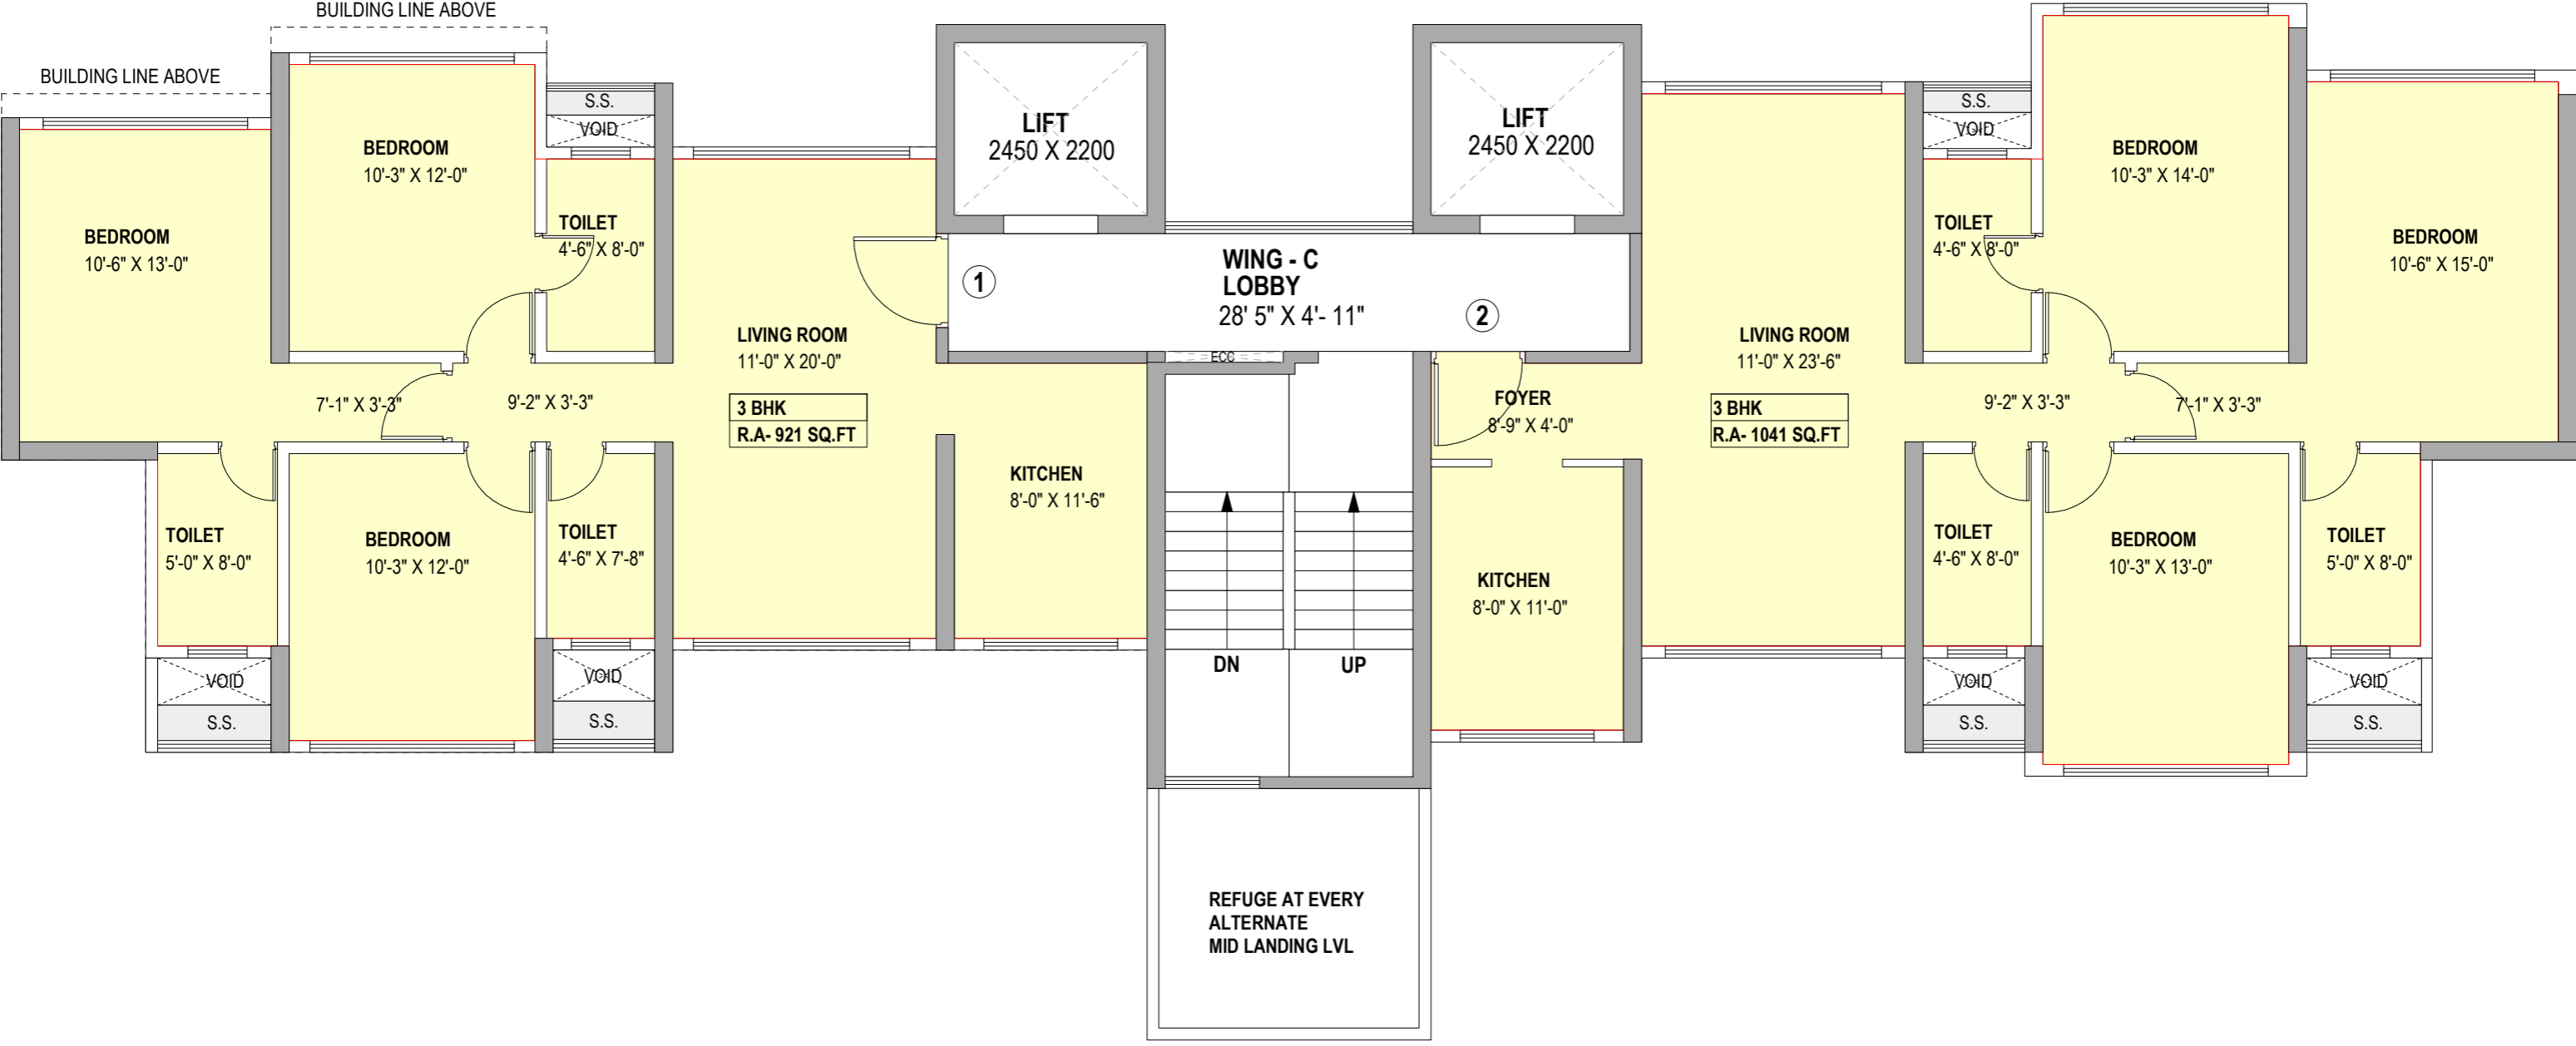 BUILDING LINE ABOVE
BUILDING LINE ABOVE
BEDROOM
10'-6" X 13'-0"
BEDROOM
10'-3" X 12'-0"
S.S.
VOID
TOILET
4'-6" X 8'-0"
7'-1" X 3'-3"
9'-2" X 3'-3"
LIVING ROOM
11'-0" X 20'-0"
3 BHK
R.A- 921 SQ.FT
TOILET
5'-0" X 8'-0"
VOID
S.S.
BEDROOM
10'-3" X 12'-0"
TOILET
4'-6" X 7'-8"
VOID
S.S.
KITCHEN
8'-0" X 11'-6"
LIFT
2450 X 2200
LIFT
2450 X 2200
1
WING - C
LOBBY
28' 5" X 4'- 11"
2
ECC
DN
UP
REFUGE AT EVERY
ALTERNATE
MID LANDING LVL
FOYER
8'-9" X 4'-0"
KITCHEN
8'-0" X 11'-0"
LIVING ROOM
11'-0" X 23'-6"
3 BHK
R.A- 1041 SQ.FT
S.S.
VOID
TOILET
4'-6" X 8'-0"
BEDROOM
10'-3" X 14'-0"
BEDROOM
10'-6" X 15'-0"
9'-2" X 3'-3"
7'-1" X 3'-3"
TOILET
4'-6" X 8'-0"
VOID
S.S.
BEDROOM
10'-3" X 13'-0"
TOILET
5'-0" X 8'-0"
VOID
S.S.